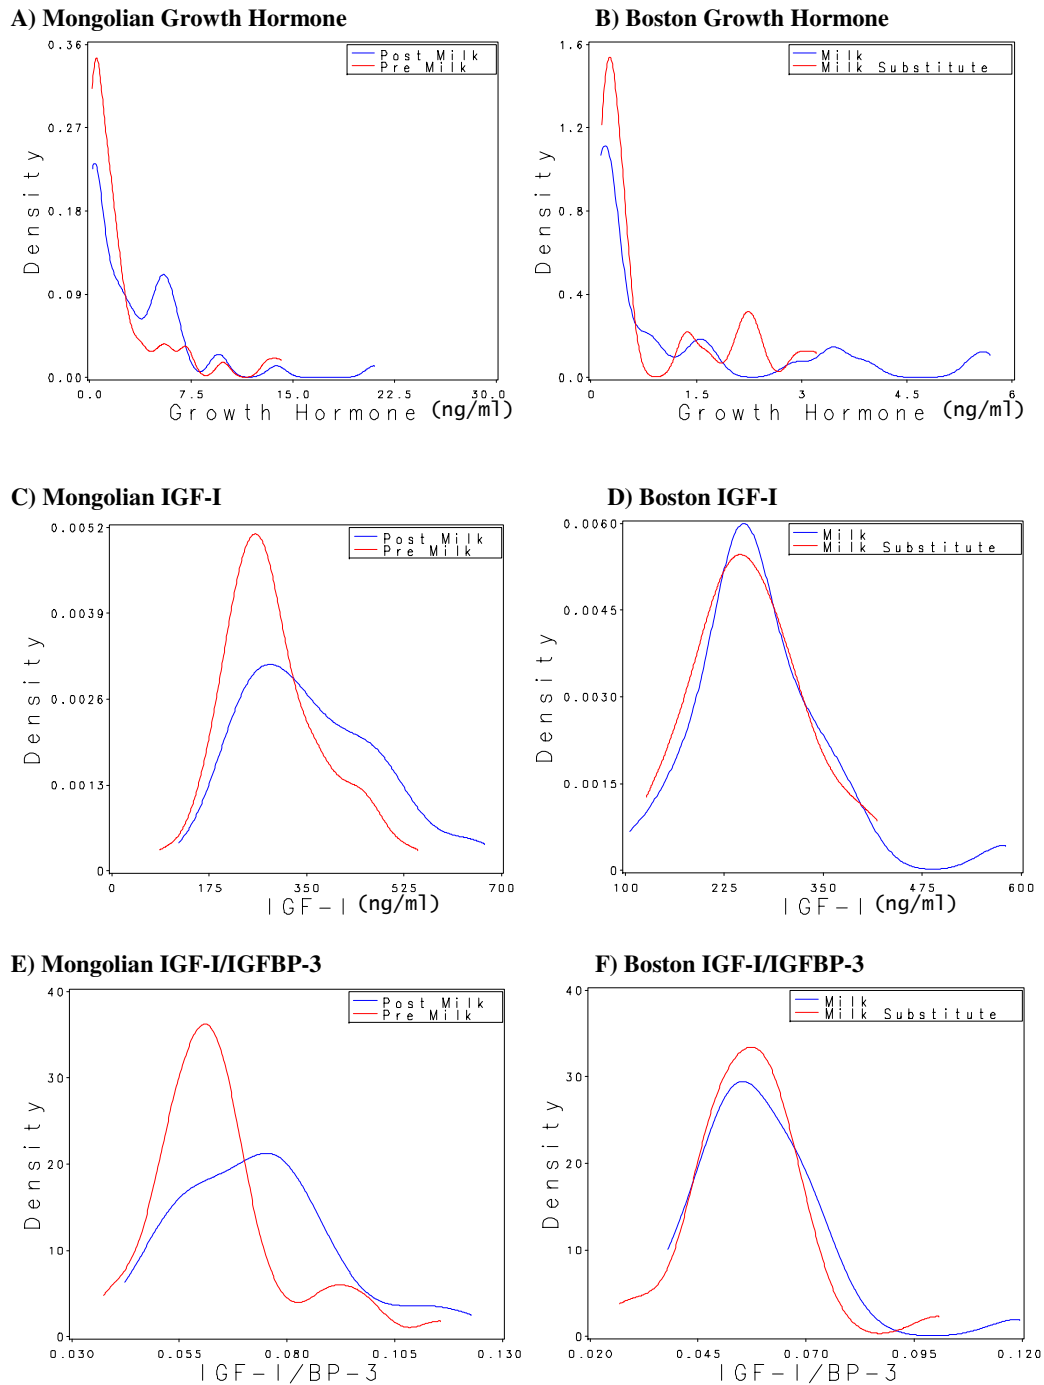 A) Mongolian Growth Hormone
0.36
0.27
0.18
0.09
0.00
Density
Post Milk
Pre Milk
0.0 7.5 15.0 22.5 30.0
Growth Hormone (ng/ml)
B) Boston Growth Hormone
1.6
1.2
0.8
0.4
0.0
Density
Milk
Milk Substitute
0 1.5 3 4.5 6
Growth Hormone (ng/ml)
C) Mongolian IGF-I
0.0052
0.0039
0.0026
0.0013
0
Density
Post Milk
Pre Milk
0 175 350 525 700
IGF-I (ng/ml)
D) Boston IGF-I
0.0060
0.0045
0.0030
0.0015
0
Density
Milk
Milk Substitute
100 225 350 475 600
IGF-I (ng/ml)
E) Mongolian IGF-I/IGFBP-3
40
30
20
10
0
Density
Post Milk
Pre Milk
0.030 0.055 0.080 0.105 0.130
IGF-I/BP-3
F) Boston IGF-I/IGFBP-3
40
30
20
10
0
Density
Milk
Milk Substitute
0.020 0.045 0.070 0.095 0.120
IGF-I/BP-3